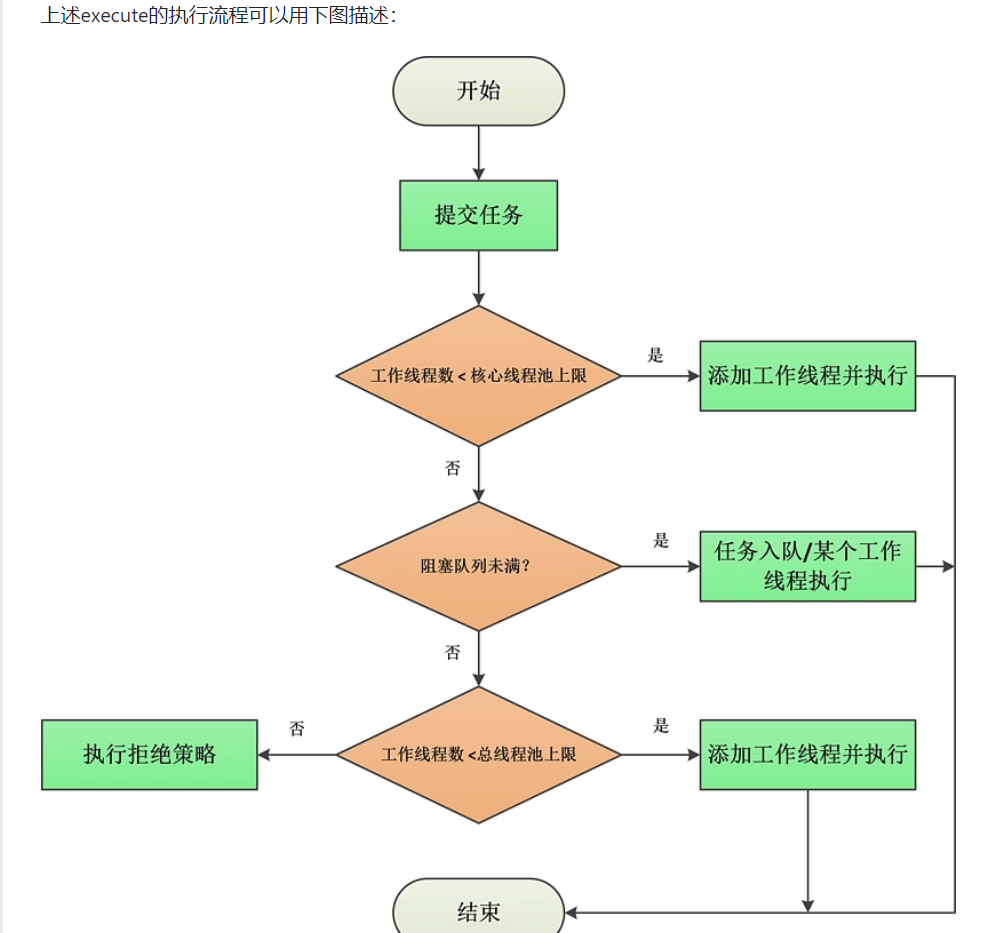 上述execute的执行流程可以用下图描述：
开始
提交任务
工作线程数 < 核心线程池上限
是
添加工作线程并执行
否
阻塞队列未满？
是
任务入队/某个工作
线程执行
否
工作线程数 <总线程池上限
是
添加工作线程并执行
否
执行拒绝策略
结束